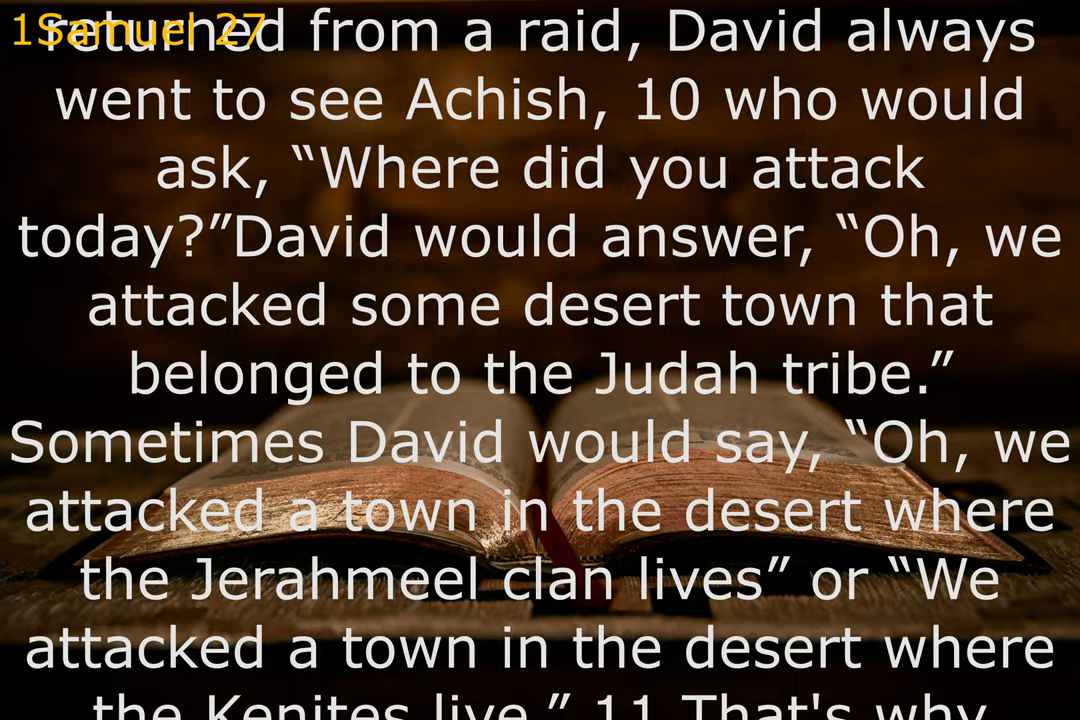 1Samuel 27
returned from a raid, David always
went to see Achish, 10 who would
ask, “Where did you attack
today?”David would answer, “Oh, we
attacked some desert town that
belonged to the Judah tribe.”
Sometimes David would say, “Oh, we
attacked a town in the desert where
the Jerahmeel clan lives” or “We
attacked a town in the desert where
the Kenites live.” 11 That's why